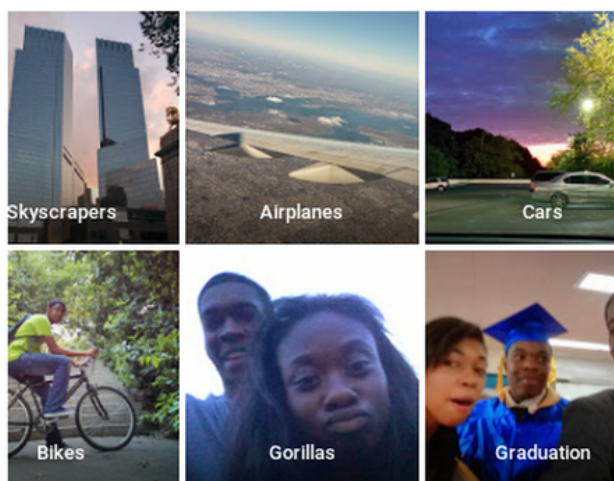 Skyscrapers
Airplanes
Cars
Bikes
Gorillas
Graduation